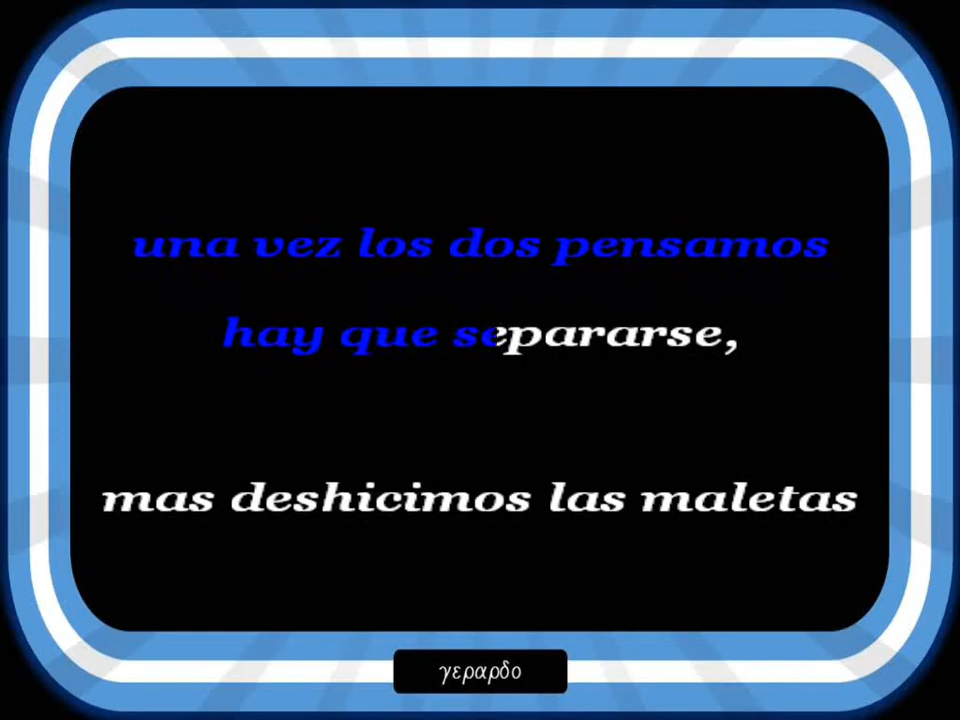 una vez los dos pensamos
hay que separarse,
mas deshicimos las maletas
γεραρδο